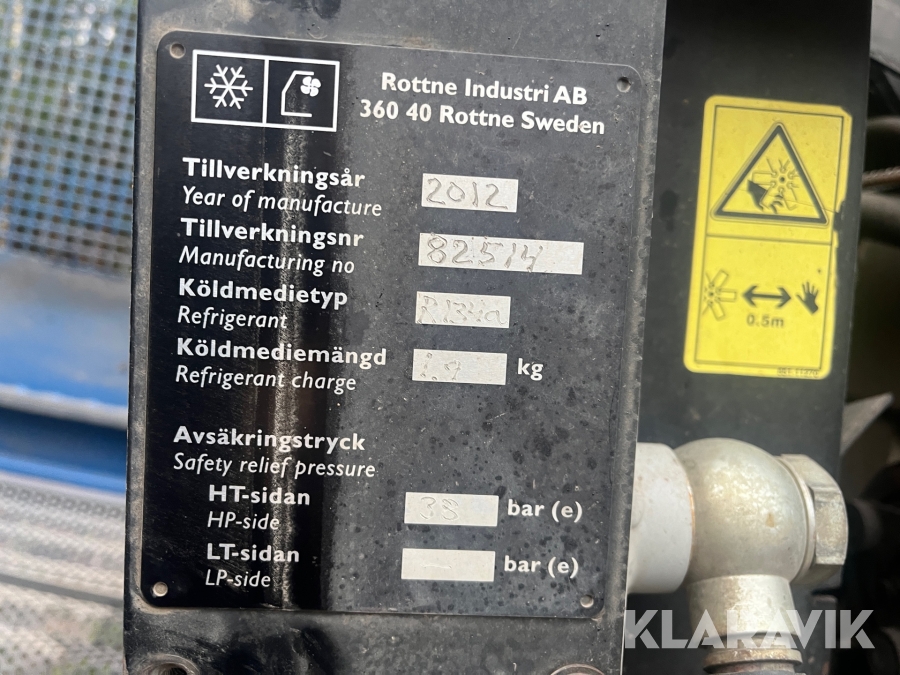 Rottne Industri AB
360 40 Rottne Sweden
Tillverkningsår
Year of manufacture
2012
Tillverkningsnr
Manufacturing no
82514
Köldmedietyp
Refrigerant
R134a
Köldmediemängd
Refrigerant charge
kg
Avsäkringstryck
Safety relief pressure
HT-sidan
HP-side
38 bar (e)
LT-sidan
LP-side
bar (e)
0.5m
KLARAVIK